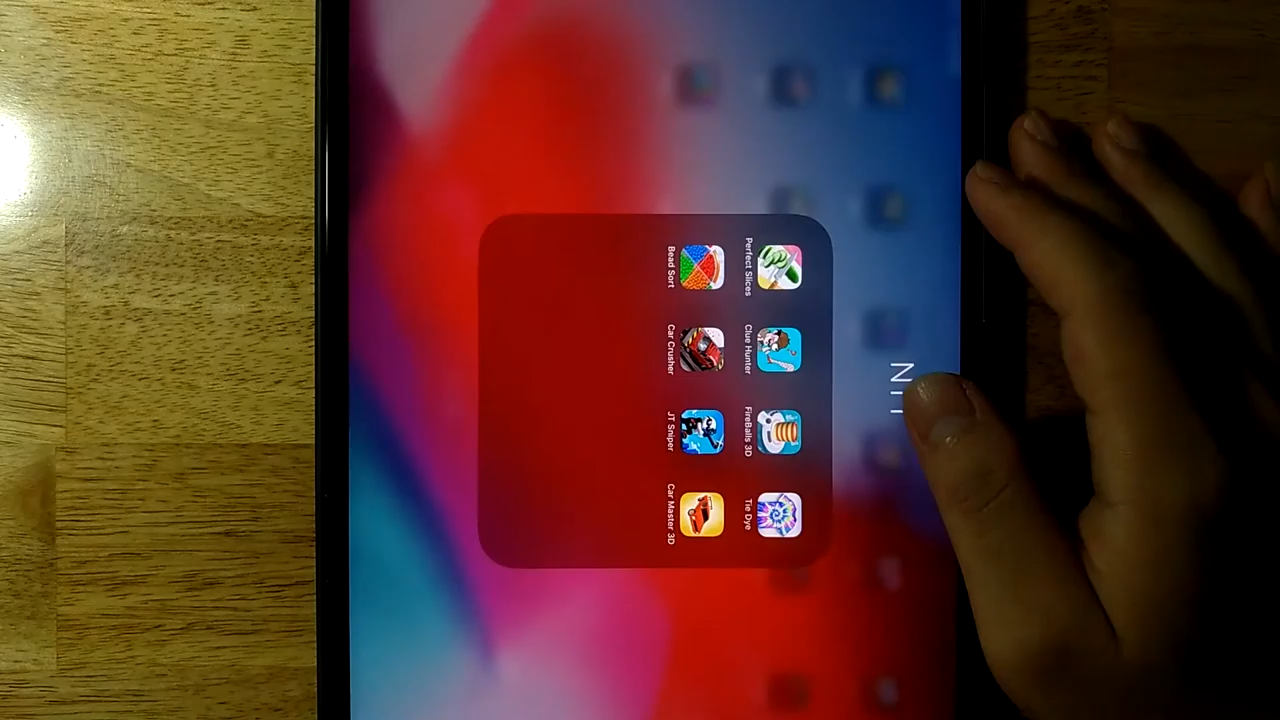 Perfect Slices Clue Hunter FireBalls 3D Tie Dye
Bead Sort Car Crusher JT Sniper Car Master 3D